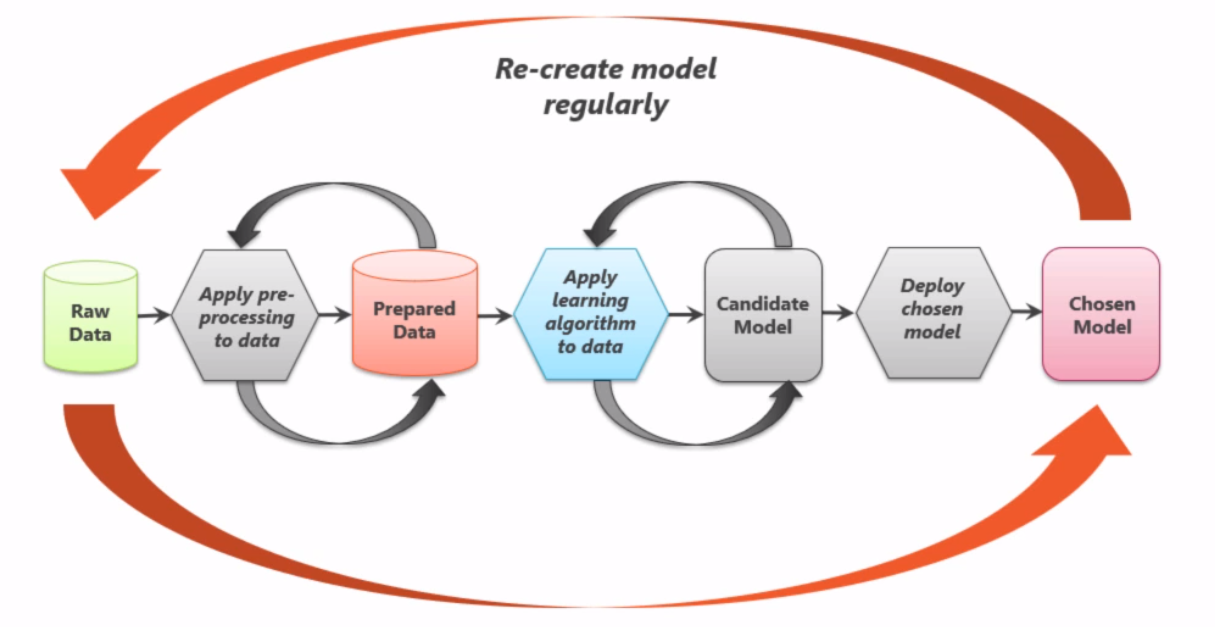 Re-create model
regularly
Raw
Data
Apply pre-
processing
to data
Prepared
Data
Apply
learning
algorithm
to data
Candidate
Model
Deploy
chosen
model
Chosen
Model